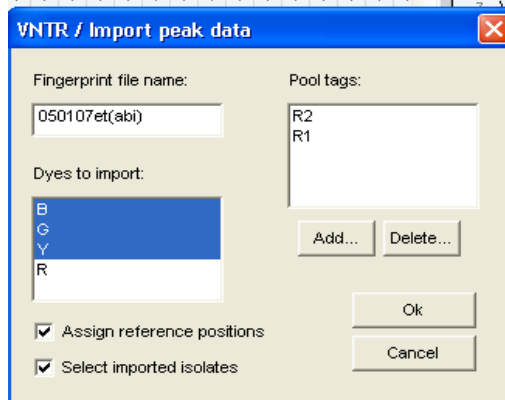 VNTR / Import peak data
Fingerprint file name:
050107et(abi)
Dyes to import:
B
G
Y
R
Assign reference positions
Select imported isolates
Pool tags:
R2
R1
Add...
Delete...
Ok
Cancel